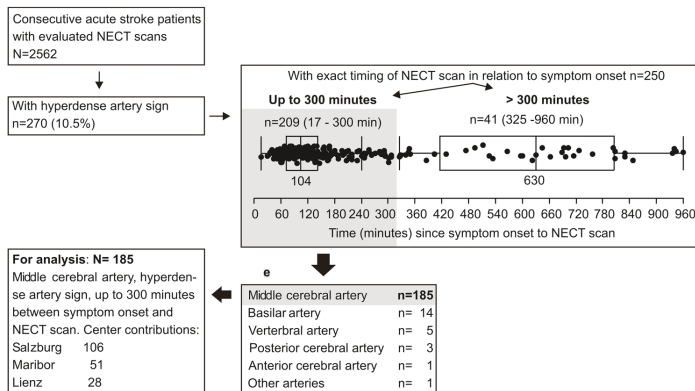 Consecutive acute stroke patients
with evaluated NECT scans
N=2562
With hyperdense artery sign
n=270 (10.5%)
With exact timing of NECT scan in relation to symptom onset n=250
Up to 300 minutes
> 300 minutes
n=209 (17 - 300 min)
n=41 (325 -960 min)
104
630
0 60 120 180 240 300 360 420 480 540 600 660 720 780 840 900 960
Time (minutes) since symptom onset to NECT scan
e
Middle cerebral artery n=185
Basilar artery n= 14
Verterbral artery n= 5
Posterior cerebral artery n= 3
Anterior cerebral artery n= 1
Other arteries n= 1
For analysis: N= 185
Middle cerebral artery, hyperden-
se artery sign, up to 300 minutes
between symptom onset and
NECT scan. Center contributions:
Salzburg 106
Maribor 51
Lienz 28